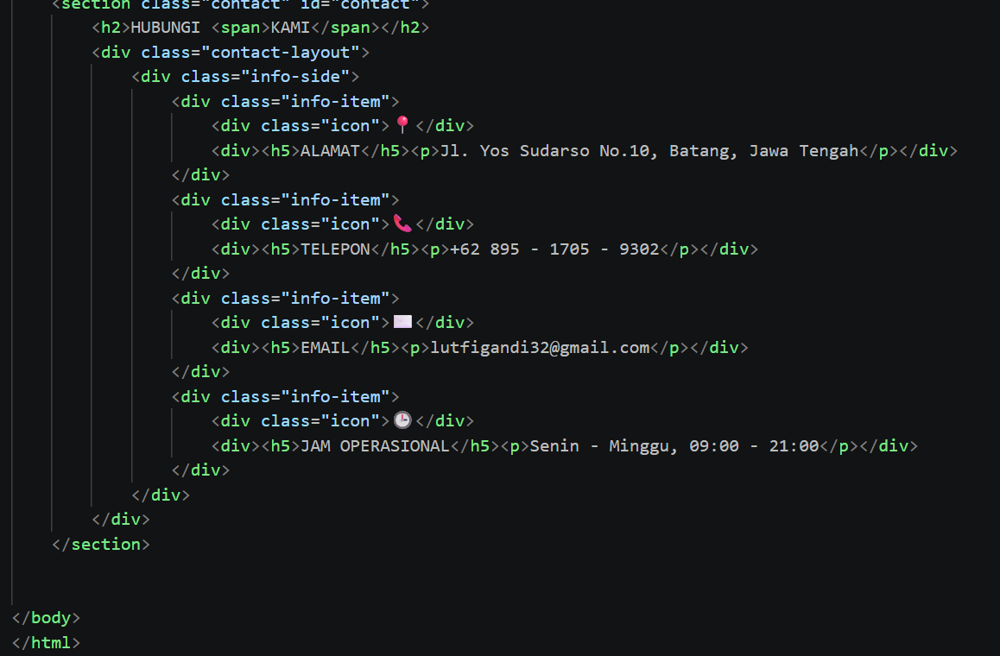 <section class="contact" id="contact">
<h2>HUBUNGI <span>KAMI</span></h2>
<div class="contact-layout">
<div class="info-side">
<div class="info-item">
<div class="icon">📍</div>
<div><h5>ALAMAT</h5><p>Jl. Yos Sudarso No.10, Batang, Jawa Tengah</p></div>
</div>
<div class="info-item">
<div class="icon">📞</div>
<div><h5>TELEPON</h5><p>+62 895 - 1705 - 9302</p></div>
</div>
<div class="info-item">
<div class="icon">✉️</div>
<div><h5>EMAIL</h5><p>lutfigandi32@gmail.com</p></div>
</div>
<div class="info-item">
<div class="icon">🕒</div>
<div><h5>JAM OPERASIONAL</h5><p>Senin - Minggu, 09:00 - 21:00</p></div>
</div>
</div>
</div>
</section>
</body>
</html>